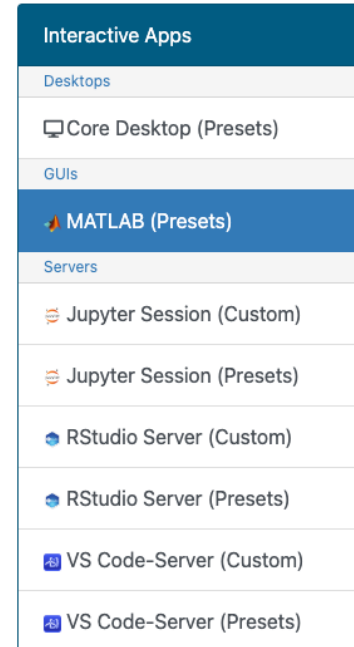 Interactive Apps
Desktops
Core Desktop (Presets)
GUIs
MATLAB (Presets)
Servers
Jupyter Session (Custom)
Jupyter Session (Presets)
RStudio Server (Custom)
RStudio Server (Presets)
VS Code-Server (Custom)
VS Code-Server (Presets)